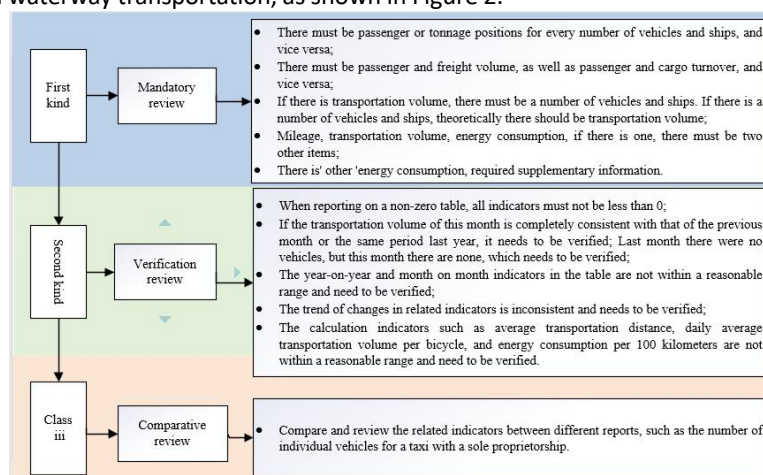 waterway transportation, as shown in Figure 2.
First
kind
Mandatory
review
• There must be passenger or tonnage positions for every number of vehicles and ships, and
vice versa;
• There must be passenger and freight volume, as well as passenger and cargo turnover, and
vice versa;
• If there is transportation volume, there must be a number of vehicles and ships. If there is a
number of vehicles and ships, theoretically there should be transportation volume;
• Mileage, transportation volume, energy consumption, if there is one, there must be two
other items;
• There is' other 'energy consumption, required supplementary information.
Second kind
Verification
review
• When reporting on a non-zero table, all indicators must not be less than 0;
• If the transportation volume of this month is completely consistent with that of the previous
month or the same period last year, it needs to be verified; Last month there were no
vehicles, but this month there are none, which needs to be verified;
• The year-on-year and month on month indicators in the table are not within a reasonable
range and need to be verified;
• The trend of changes in related indicators is inconsistent and needs to be verified;
• The calculation indicators such as average transportation distance, daily average
transportation volume per bicycle, and energy consumption per 100 kilometers are not
within a reasonable range and need to be verified.
Class
iii
Comparative
review
• Compare and review the related indicators between different reports, such as the number of
individual vehicles for a taxi with a sole proprietorship.